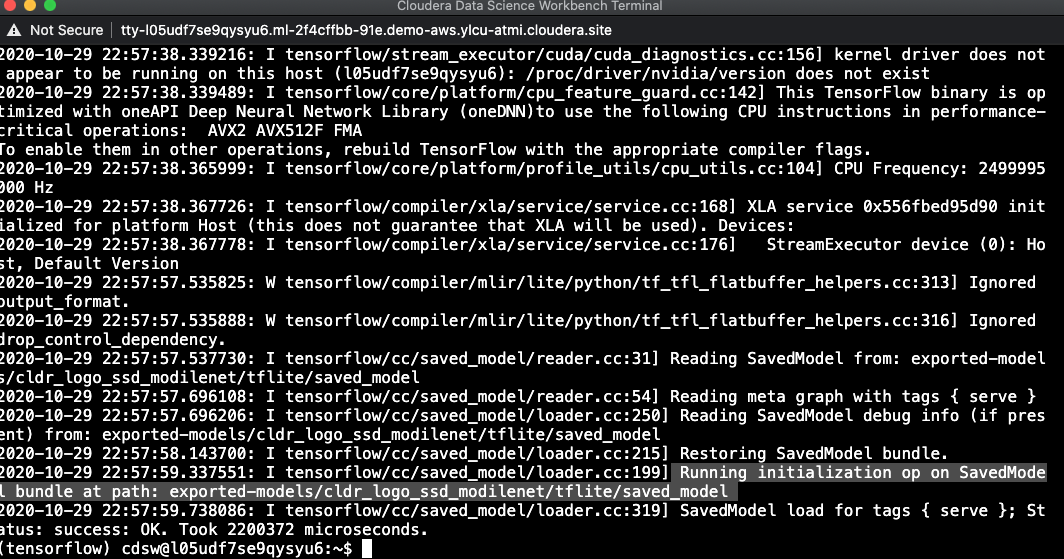 Cloudera Data Science Workbench Terminal
Not Secure | tty-l05udf7se9qysyu6.ml-2f4cffbb-91e.demo-aws.ylcu-atmi.cloudera.site
2020-10-29 22:57:38.339216: I tensorflow/stream_executor/cuda/cuda_diagnostics.cc:156] kernel driver does not
appear to be running on this host (l05udf7se9qysyu6): /proc/driver/nvidia/version does not exist
2020-10-29 22:57:38.339489: I tensorflow/core/platform/cpu_feature_guard.cc:142] This TensorFlow binary is op
timized with oneAPI Deep Neural Network Library (oneDNN)to use the following CPU instructions in performance-
critical operations:  AVX2 AVX512F FMA
To enable them in other operations, rebuild TensorFlow with the appropriate compiler flags.
2020-10-29 22:57:38.365999: I tensorflow/core/platform/profile_utils/cpu_utils.cc:104] CPU Frequency: 2499995
000 Hz
2020-10-29 22:57:38.367726: I tensorflow/compiler/xla/service/service.cc:168] XLA service 0x556fbed95d90 init
ialized for platform Host (this does not guarantee that XLA will be used). Devices:
2020-10-29 22:57:38.367778: I tensorflow/compiler/xla/service/service.cc:176]   StreamExecutor device (0): Ho
st, Default Version
2020-10-29 22:57:57.535825: W tensorflow/compiler/mlir/lite/python/tf_tfl_flatbuffer_helpers.cc:313] Ignored
output_format.
2020-10-29 22:57:57.535888: W tensorflow/compiler/mlir/lite/python/tf_tfl_flatbuffer_helpers.cc:316] Ignored
drop_control_dependency.
2020-10-29 22:57:57.537730: I tensorflow/cc/saved_model/reader.cc:31] Reading SavedModel from: exported-model
s/cldr_logo_ssd_modilenet/tflite/saved_model
2020-10-29 22:57:57.696108: I tensorflow/cc/saved_model/reader.cc:54] Reading meta graph with tags { serve }
2020-10-29 22:57:57.696206: I tensorflow/cc/saved_model/loader.cc:250] Reading SavedModel debug info (if pres
ent) from: exported-models/cldr_logo_ssd_modilenet/tflite/saved_model
2020-10-29 22:57:58.143700: I tensorflow/cc/saved_model/loader.cc:215] Restoring SavedModel bundle.
2020-10-29 22:57:59.337551: I tensorflow/cc/saved_model/loader.cc:199] Running initialization op on SavedMode
l bundle at path: exported-models/cldr_logo_ssd_modilenet/tflite/saved_model
2020-10-29 22:57:59.738086: I tensorflow/cc/saved_model/loader.cc:319] SavedModel load for tags { serve }; St
atus: success: OK. Took 2200372 microseconds.
(tensorflow) cdsw@l05udf7se9qysyu6:~$